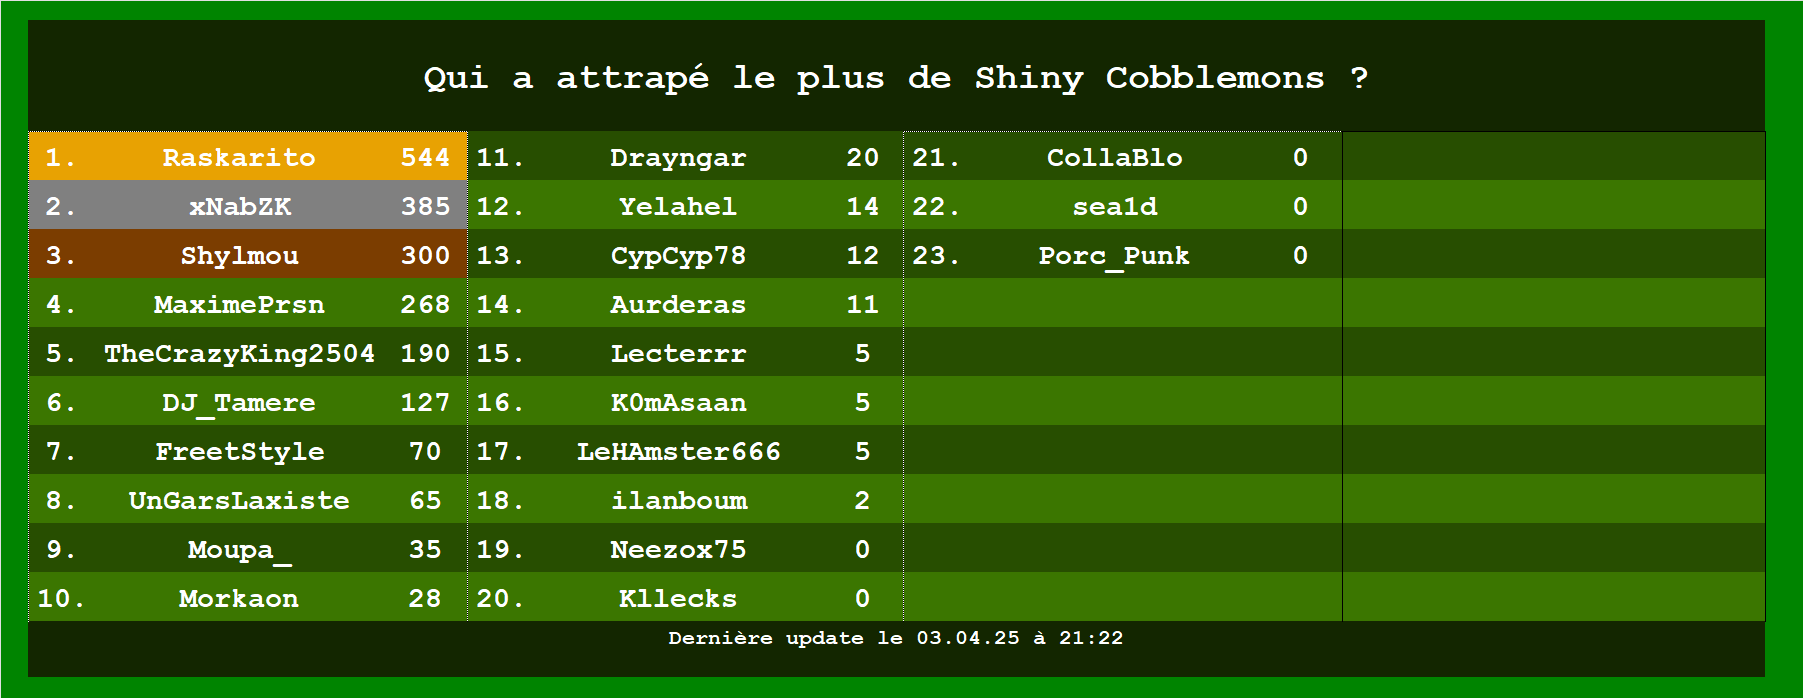 Qui a attrapé le plus de Shiny Cobblemons ?
1. Raskarito 544
2. xNabZK 385
3. Shylmou 300
4. MaximePrsn 268
5. TheCrazyKing2504 190
6. DJ_Tamere 127
7. FreetStyle 70
8. UnGarsLaxiste 65
9. Moupa_ 35
10. Morkaon 28
11. Drayngar 20
12. Yelahel 14
13. CypCyp78 12
14. Aurderas 11
15. Lecterrr 5
16. K0mAsaan 5
17. LeHAmster666 5
18. ilanboum 2
19. Neezox75 0
20. Kllecks 0
21. CollaBlo 0
22. sea1d 0
23. Porc_Punk 0
Dernière update le 03.04.25 à 21:22